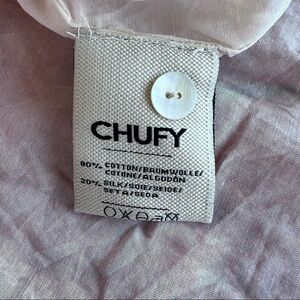 CHUFY
80% COTTON/BAUMWOLLE/
COTONE/ALGODÓN
20% SILK/SOIE/SEIDE/
SETA/SEDA